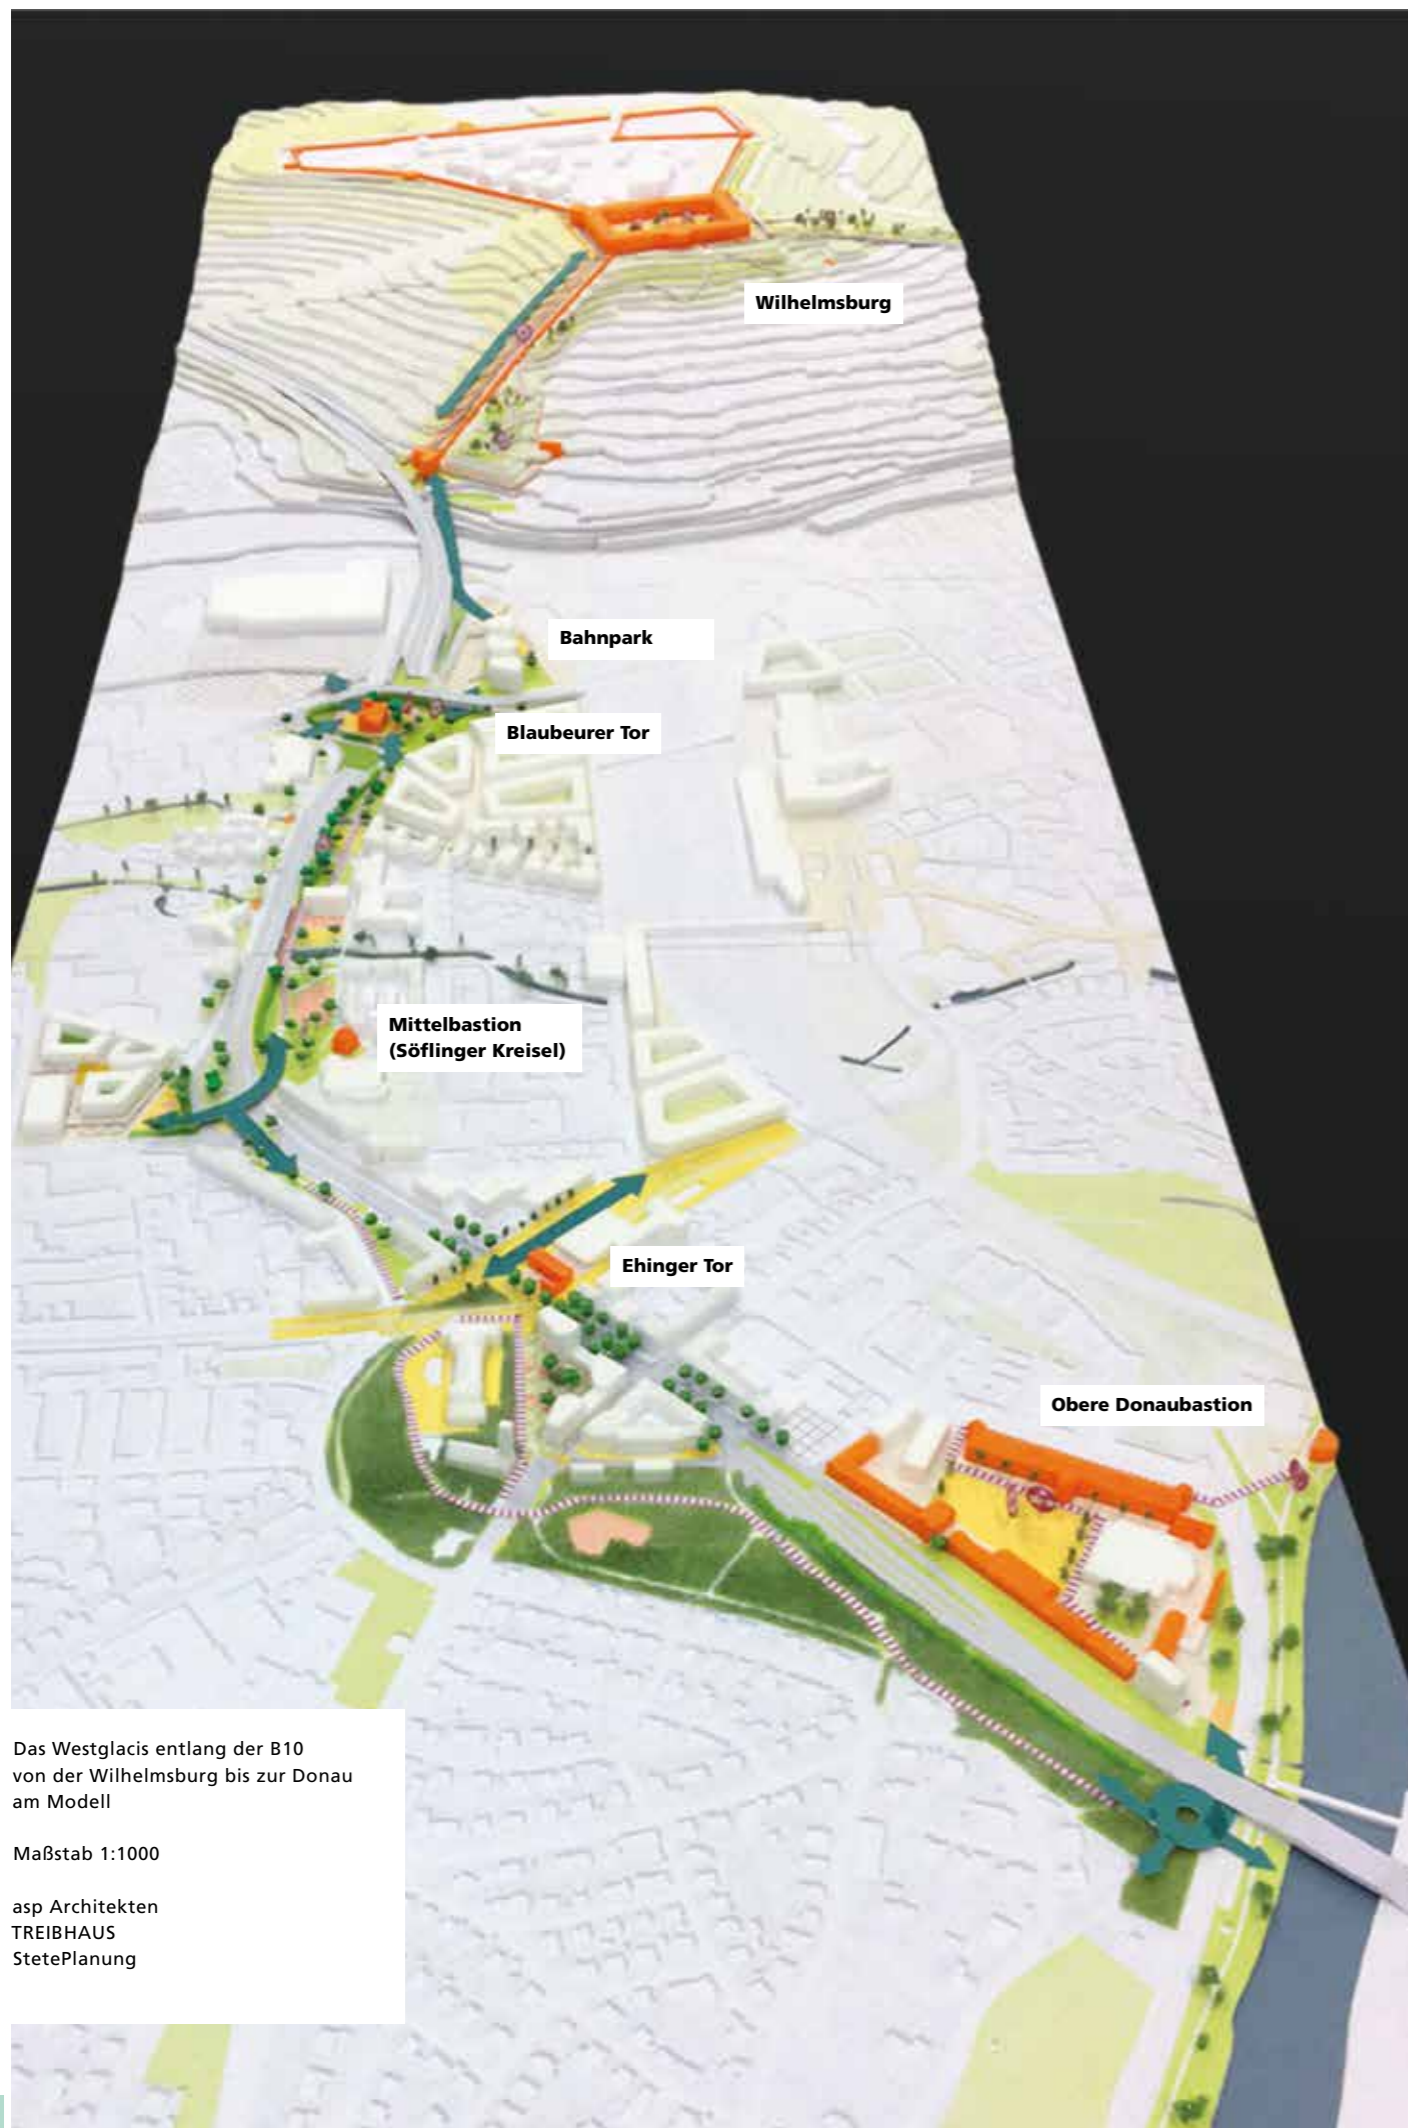 Wilhelmsburg
Bahnpark
Blaubeurer Tor
Mittelbastion
(Söflinger Kreisel)
Ehinger Tor
Obere Donaubastion
Das Westglacis entlang der B10
von der Wilhelmsburg bis zur Donau
am Modell
Maßstab 1:1000
asp Architekten
TREIBHAUS
StetePlanung